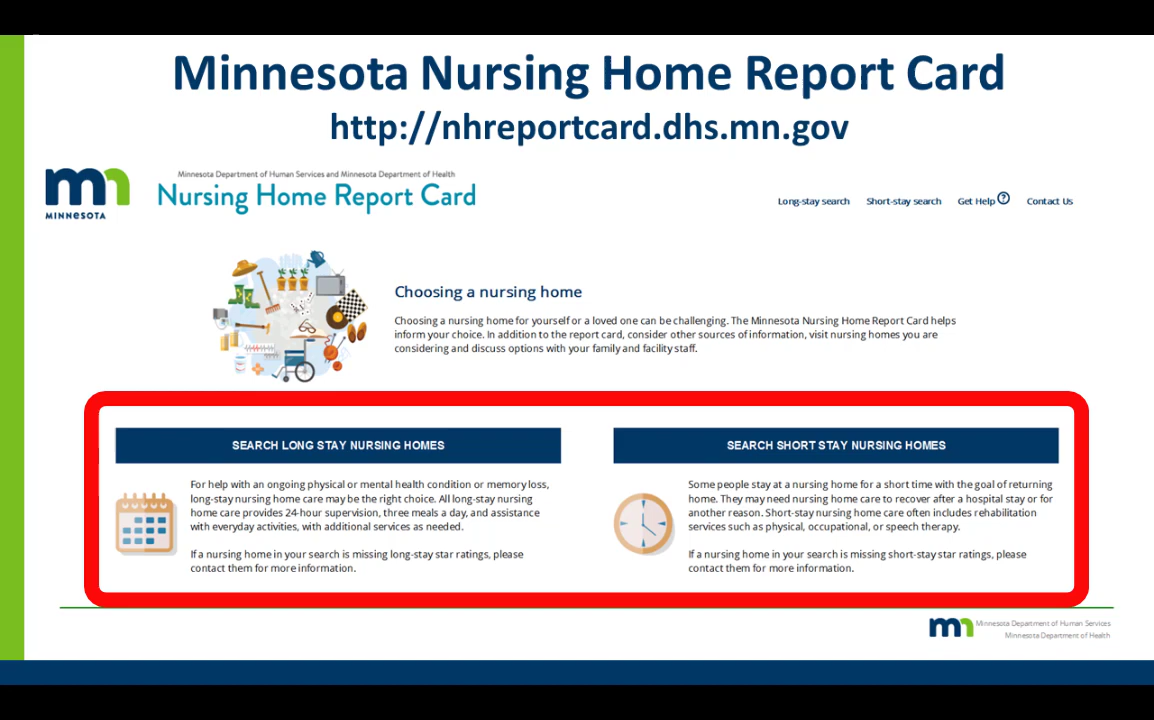 Minnesota Nursing Home Report Card
http://nhreportcard.dhs.mn.gov
MINNESOTA
Minnesota Department of Human Services and Minnesota Department of Health
Nursing Home Report Card
Long-stay search Short-stay search Get Help ? Contact Us
Choosing a nursing home
Choosing a nursing home for yourself or a loved one can be challenging. The Minnesota Nursing Home Report Card helps
inform your choice. In addition to the report card, consider other sources of information, visit nursing homes you are
considering and discuss options with your family and facility staff.
SEARCH LONG STAY NURSING HOMES
For help with an ongoing physical or mental health condition or memory loss,
long-stay nursing home care may be the right choice. All long-stay nursing
home care provides 24-hour supervision, three meals a day, and assistance
with everyday activities, with additional services as needed.
If a nursing home in your search is missing long-stay star ratings, please
contact them for more information.
SEARCH SHORT STAY NURSING HOMES
Some people stay at a nursing home for a short time with the goal of returning
home. They may need nursing home care to recover after a hospital stay or for
another reason. Short-stay nursing home care often includes rehabilitation
services such as physical, occupational, or speech therapy.
If a nursing home in your search is missing short-stay star ratings, please
contact them for more information.
Minnesota Department of Human Services
Minnesota Department of Health